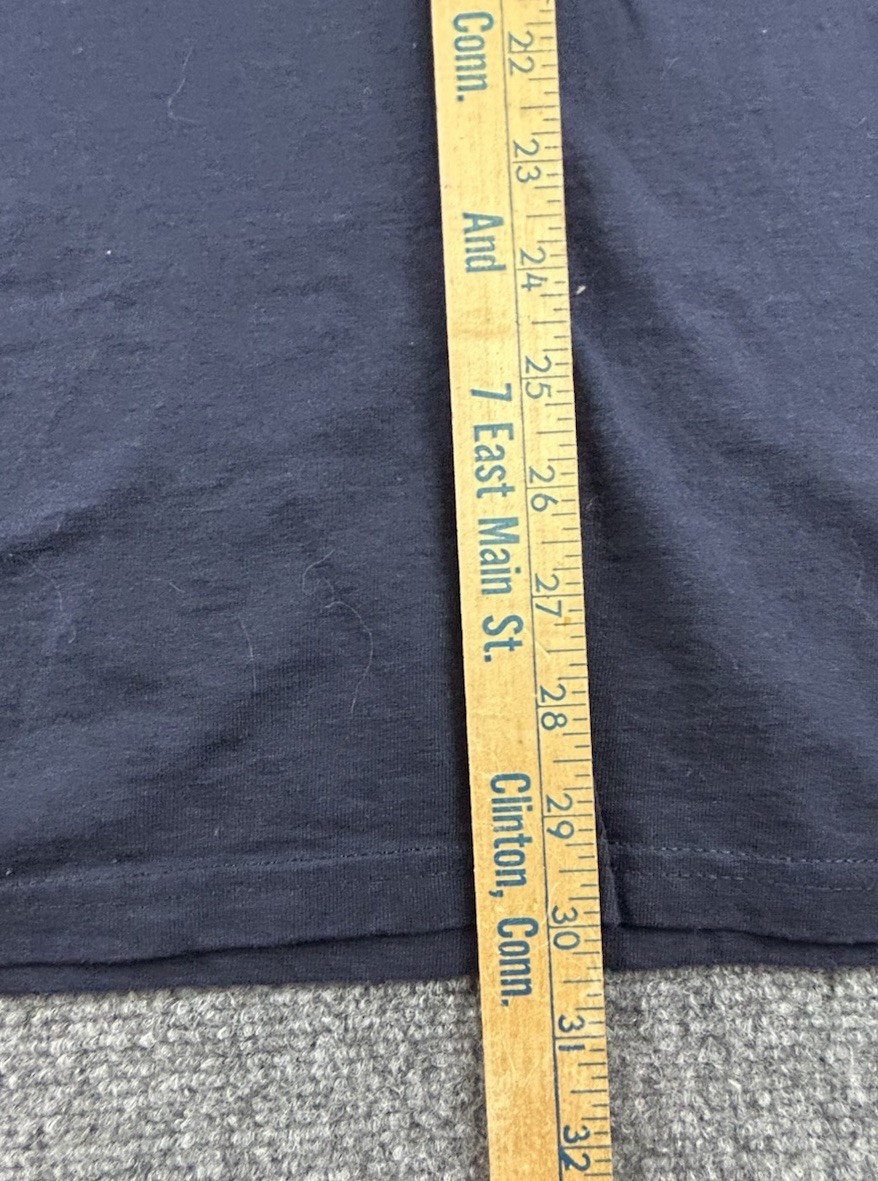 Conn. And 7 East Main St. Clinton, Conn.
22 23 24 25 26 27 28 29 30 31 32